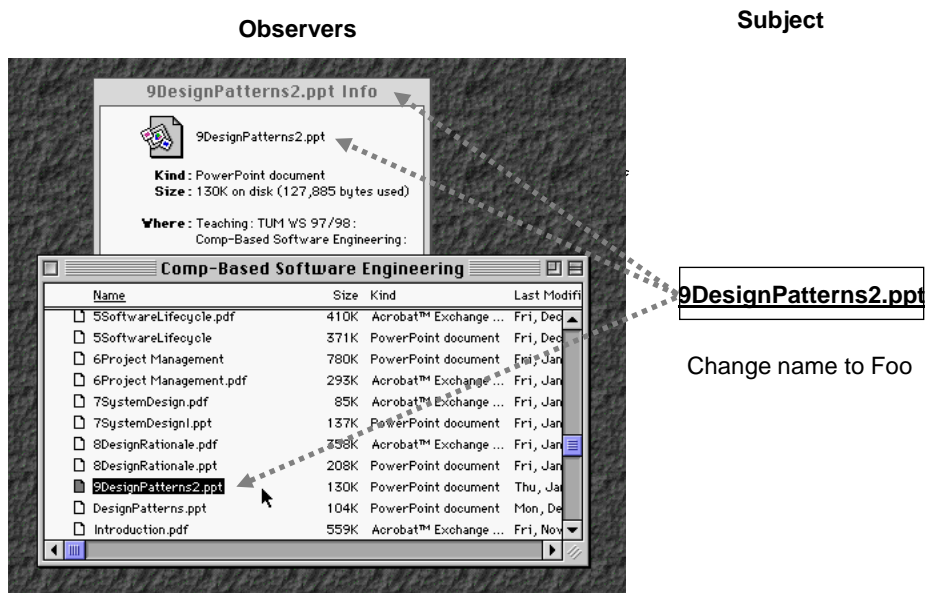 Observers
Subject
9DesignPatterns2.ppt Info
9DesignPatterns2.ppt
Kind: PowerPoint document
Size: 130K on disk (127,885 bytes used)
Where: Teaching: TUM WS 97/98:
Comp-Based Software Engineering:
Comp-Based Software Engineering
Name Size Kind Last Modifi
5SoftwareLifecycle.pdf 410K Acrobat™ Exchange ... Fri, Dec
5SoftwareLifecycle 371K PowerPoint document Fri, Dec
6Project Management 780K PowerPoint document Fri, Jan
6Project Management.pdf 293K Acrobat™ Exchange ... Fri, Jan
7SystemDesign.pdf 85K Acrobat™ Exchange ... Fri, Jan
7SystemDesignI.ppt 137K PowerPoint document Fri, Jan
8DesignRationale.pdf 358K Acrobat™ Exchange ... Fri, Jan
8DesignRationale.ppt 208K PowerPoint document Fri, Jan
9DesignPatterns2.ppt 130K PowerPoint document Thu, Ja
DesignPatterns.ppt 104K PowerPoint document Mon, De
Introduction.pdf 559K Acrobat™ Exchange ... Fri, Nov
9DesignPatterns2.ppt
Change name to Foo